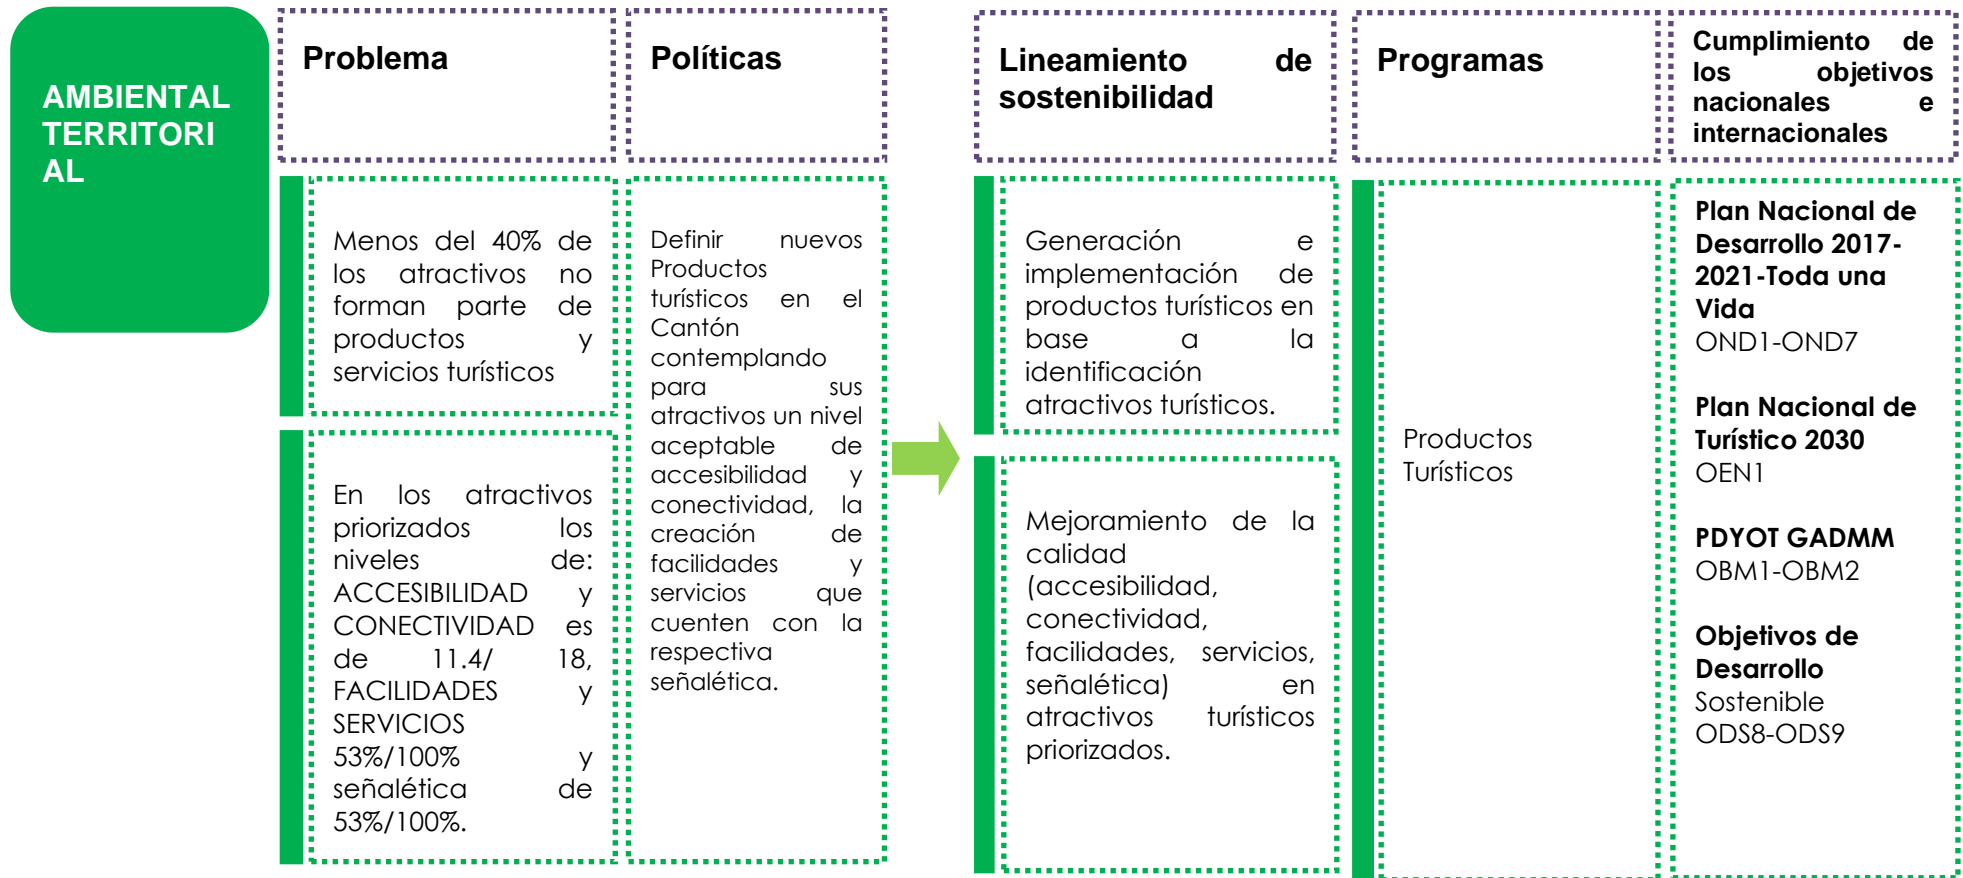 AMBIENTAL
TERRITORI
AL
Problema
Políticas
Lineamiento de
sostenibilidad
Programas
Cumplimiento de
los objetivos
nacionales e
internacionales
Menos del 40% de
los atractivos no
forman parte de
productos y
servicios turísticos
En los atractivos
priorizados los
niveles de:
ACCESIBILIDAD y
CONECTIVIDAD es
de 11.4/ 18,
FACILIDADES y
SERVICIOS
53%/100% y
señalética de
53%/100%.
Definir nuevos
Productos
turísticos en el
Cantón
contemplando
para sus
atractivos un nivel
aceptable de
accesibilidad y
conectividad, la
creación de
facilidades y
servicios que
cuenten con la
respectiva
señalética.
Generación e
implementación de
productos turísticos en
base a la
identificación
atractivos turísticos.
Mejoramiento de la
calidad
(accesibilidad,
conectividad,
facilidades, servicios,
señalética) en
atractivos turísticos
priorizados.
Productos
Turísticos
Plan Nacional de
Desarrollo 2017-
2021-Toda una
Vida
OND1-OND7
Plan Nacional de
Turístico 2030
OEN1
PDYOT GADMM
OBM1-OBM2
Objetivos de
Desarrollo
Sostenible
ODS8-ODS9